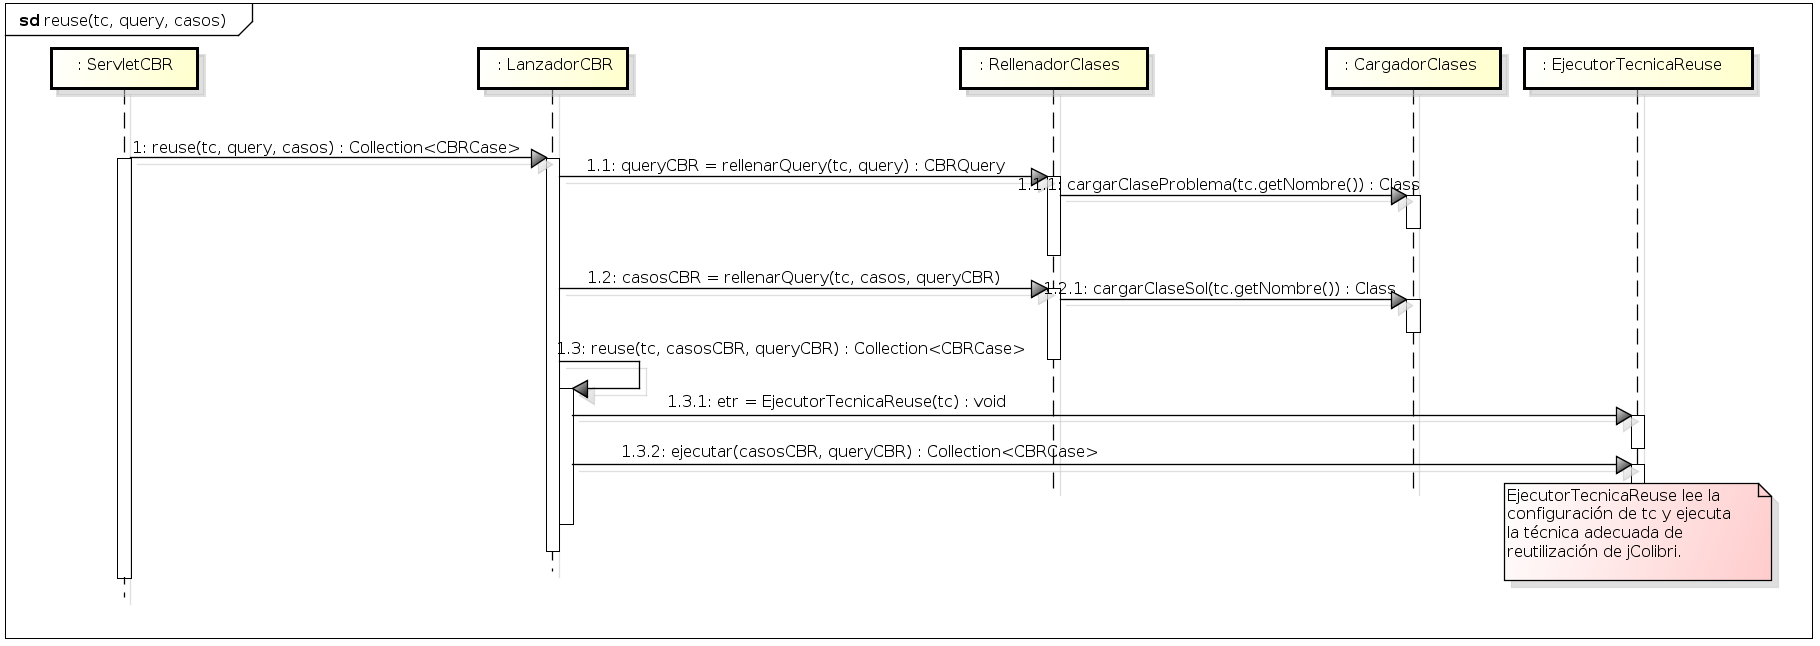 sd reuse(tc, query, casos)
: ServletCBR
: LanzadorCBR
: RellenadorClases
: CargadorClases
: EjecutorTecnicaReuse
1: reuse(tc, query, casos) : Collection<CBRCase>
1.1: queryCBR = rellenarQuery(tc, query) : CBRQuery
1.1.1: cargarClaseProblema(tc.getNombre()) : Class
1.2: casosCBR = rellenarQuery(tc, casos, queryCBR)
1.2.1: cargarClaseSol(tc.getNombre()) : Class
1.3: reuse(tc, casosCBR, queryCBR) : Collection<CBRCase>
1.3.1: etr = EjecutorTecnicaReuse(tc) : void
1.3.2: ejecutar(casosCBR, queryCBR) : Collection<CBRCase>
EjecutorTecnicaReuse lee la
configuración de tc y ejecuta
la técnica adecuada de
reutilización de jColibri.